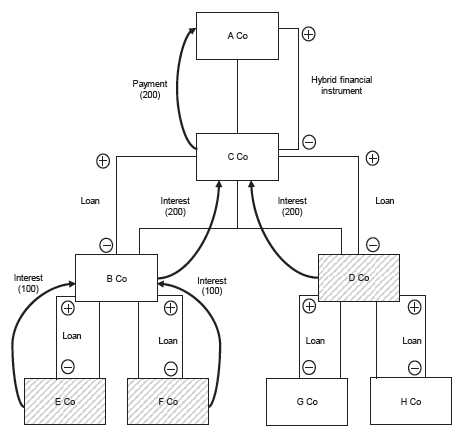 A Co
+
Payment
(200)
Hybrid financial
instrument
−
C Co
+
+
Loan
Interest
(200)
Interest
(200)
Loan
−
−
B Co
D Co
Interest
(100)
Interest
(100)
+
+
+
+
Loan
Loan
Loan
Loan
−
−
−
−
E Co
F Co
G Co
H Co